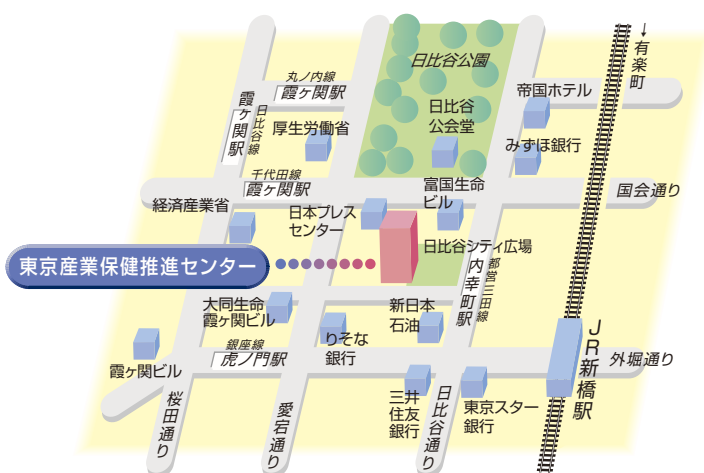 ↓有楽町
日比谷公園
丸ノ内線
霞ヶ関駅
帝国ホテル
日比谷線
霞ヶ関駅
日比谷
公会堂
厚生労働省
みずほ銀行
千代田線
霞ヶ関駅
富国生命
ビル
国会通り
経済産業省
日本プレス
センター
日比谷シティ広場
東京産業保健推進センター
都営三田線
内幸町駅
大同生命
霞ヶ関ビル
新日本
石油
りそな
銀行
銀座線
虎ノ門駅
JR新橋駅
外堀通り
霞ヶ関ビル
三井
住友
銀行
東京スター
銀行
桜田通り
愛宕通り
日比谷通り